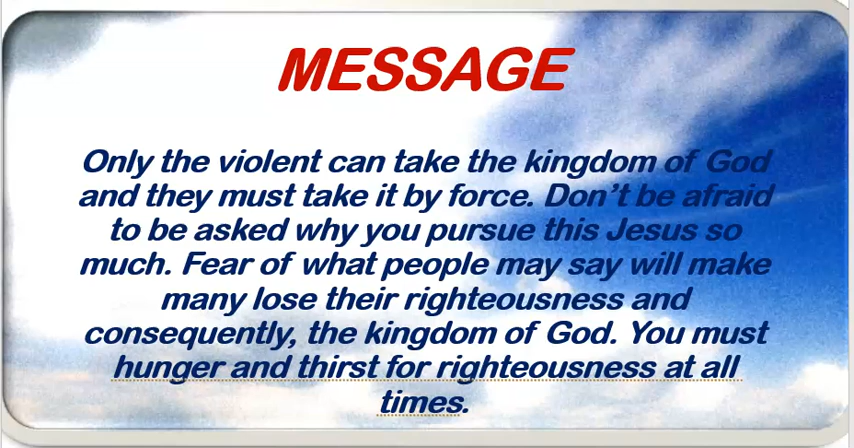 MESSAGE
Only the violent can take the kingdom of God
and they must take it by force. Don't be afraid
to be asked why you pursue this Jesus so
much. Fear of what people may say will make
many lose their righteousness and
consequently, the kingdom of God. You must
hunger and thirst for righteousness at all
times.